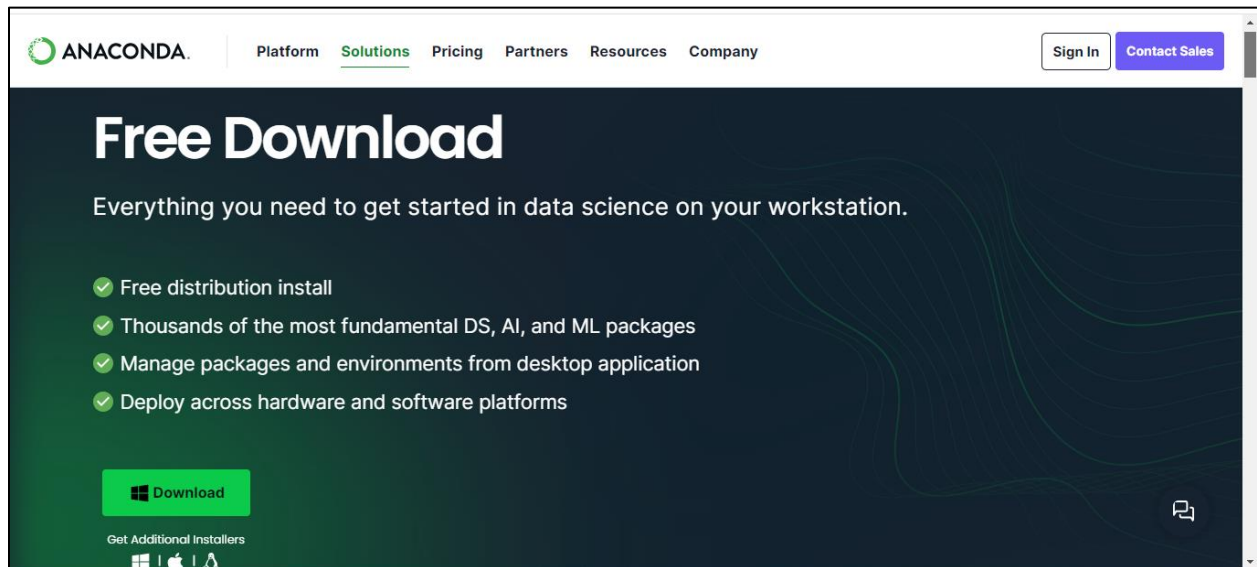 ANACONDA. Platform Solutions Pricing Partners Resources Company Sign In Contact Sales
Free Download
Everything you need to get started in data science on your workstation.
Free distribution install
Thousands of the most fundamental DS, AI, and ML packages
Manage packages and environments from desktop application
Deploy across hardware and software platforms
Download
Get Additional Installers